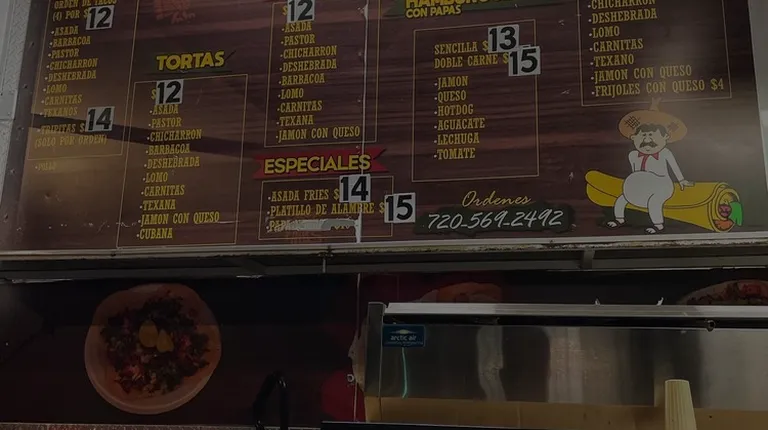 ORDEN DE TACOS
(4) POR $
12
·ASADA
·BARBACOA
·PASTOR
·CHICHARRON
·DESHEBRADA
·LOMO
·CARNITAS
·TEXANOS
·TRIPITAS $ 14
(SOLO POR ORDEN)
TORTAS
$
12
·ASADA
·PASTOR
·CHICHARRON
·BARBACOA
·DESHEBRADA
·LOMO
·CARNITAS
·TEXANA
·JAMON CON QUESO
·CUBANA
$
12
·ASADA
·PASTOR
·CHICHARRON
·DESHEBRADA
·BARBACOA
·LOMO
·CARNITAS
·TEXANA
·JAMON CON QUESO
ESPECIALES
·ASADA FRIES $ 14
·PLATILLO DE ALAMBRE $ 15
CON PAPAS
SENCILLA $ 13
DOBLE CARNE $ 15
·JAMON
·QUESO
·HOTDOG
·AGUACATE
·LECHUGA
·TOMATE
Ordenes
720-569-2492
·CHICHARRON
·DESHEBRADA
·LOMO
·CARNITAS
·TEXANO
·JAMON CON QUESO
·FRIJOLES CON QUESO $4
arctic air